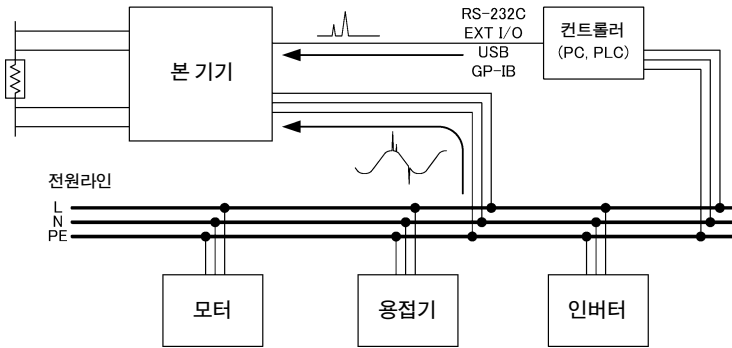 본 기기
RS-232C
EXT I/O
USB
GP-IB
컨트롤러
(PC, PLC)
전원라인
L
N
PE
모터
용접기
인버터